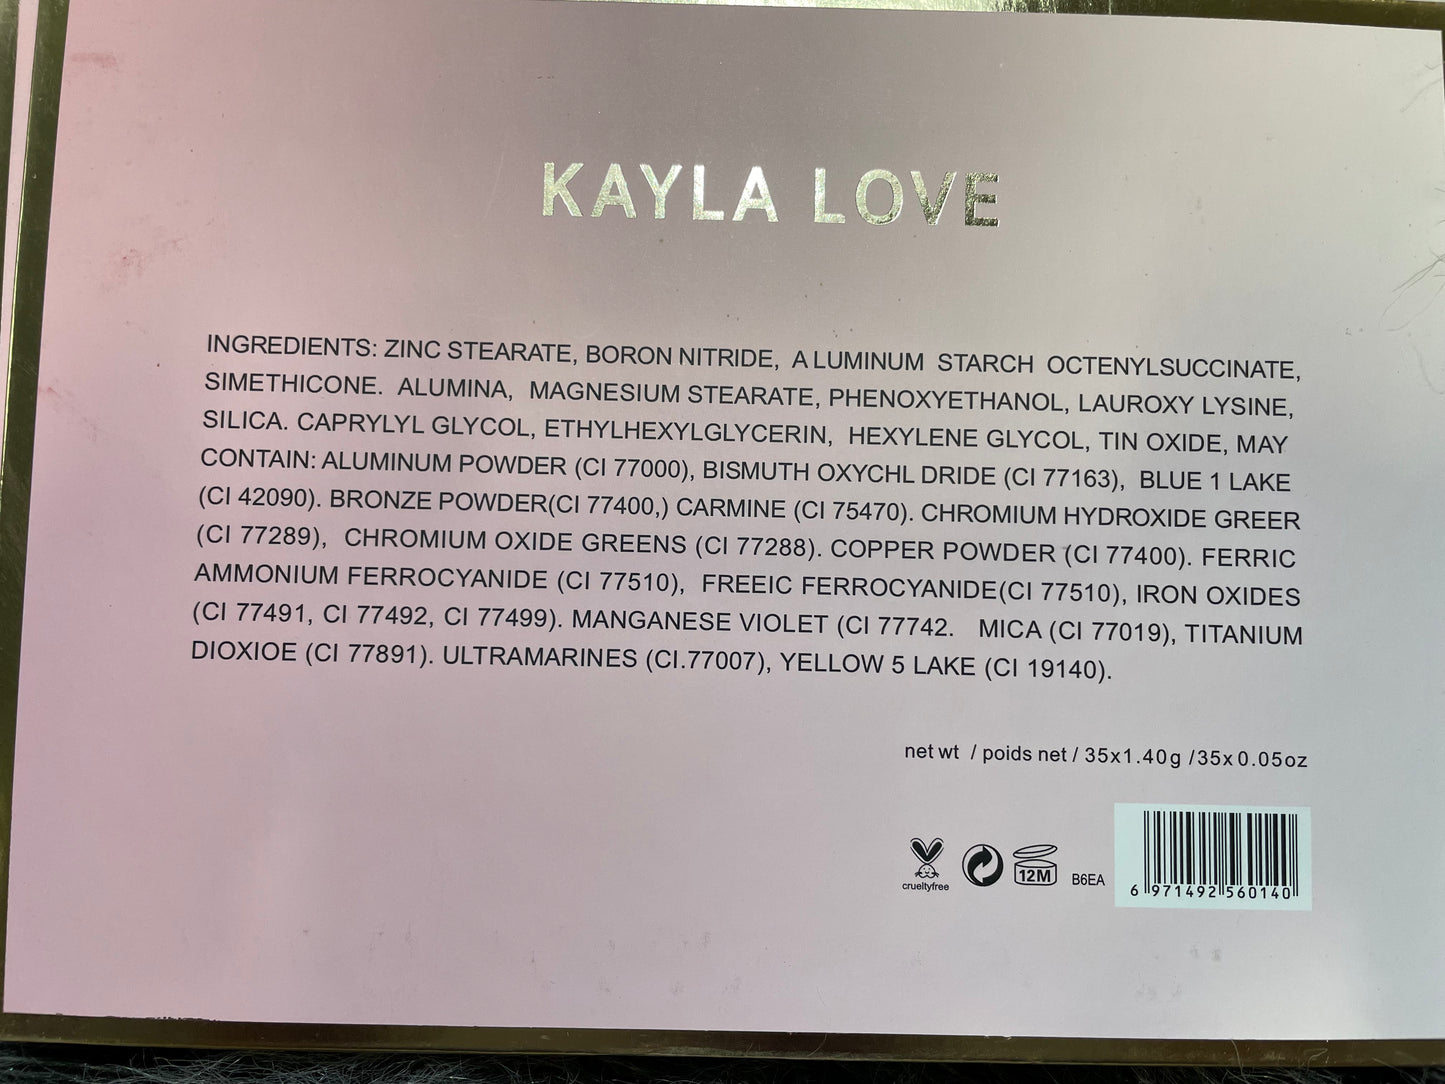 KAYLA LOVE
INGREDIENTS: ZINC STEARATE, BORON NITRIDE, A LUMINUM STARCH OCTENYLSUCCINATE,
SIMETHICONE. ALUMINA, MAGNESIUM STEARATE, PHENOXYETHANOL, LAUROXY LYSINE,
SILICA. CAPRYLYL GLYCOL, ETHYLHEXYLGLYCERIN, HEXYLENE GLYCOL, TIN OXIDE, MAY
CONTAIN: ALUMINUM POWDER (CI 77000), BISMUTH OXYCHL DRIDE (CI 77163), BLUE 1 LAKE
(CI 42090). BRONZE POWDER(CI 77400,) CARMINE (CI 75470). CHROMIUM HYDROXIDE GREER
(CI 77289), CHROMIUM OXIDE GREENS (CI 77288). COPPER POWDER (CI 77400). FERRIC
AMMONIUM FERROCYANIDE (CI 77510), FREEIC FERROCYANIDE(CI 77510), IRON OXIDES
(CI 77491, CI 77492, CI 77499). MANGANESE VIOLET (CI 77742. MICA (CI 77019), TITANIUM
DIOXIOE (CI 77891). ULTRAMARINES (CI.77007), YELLOW 5 LAKE (CI 19140).
net wt / poids net / 35x1.40g /35x0.05oz
crueltyfree
12M
B6EA
6 971492 560140